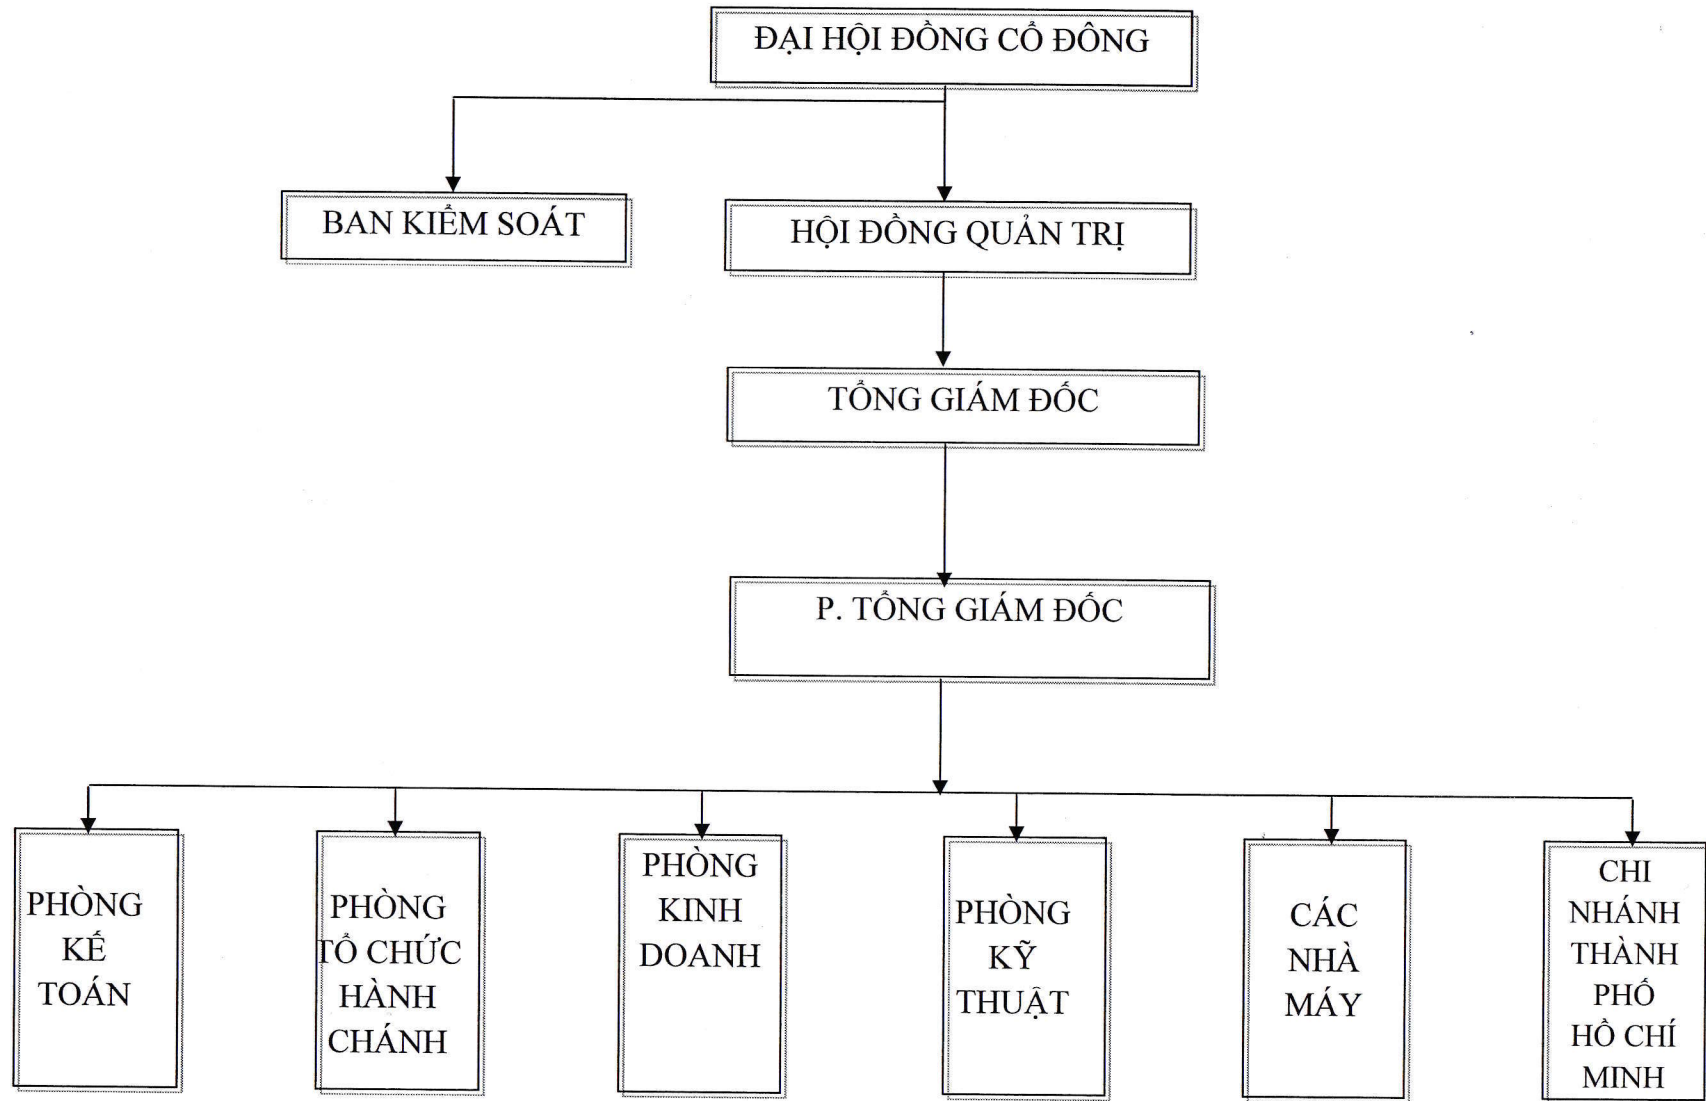 ĐẠI HỘI ĐỒNG CỔ ĐÔNG
BAN KIỂM SOÁT
HỘI ĐỒNG QUẢN TRỊ
TỔNG GIÁM ĐỐC
P. TỔNG GIÁM ĐỐC
PHÒNG
KẾ
TOÁN
PHÒNG
TỔ CHỨC
HÀNH
CHÁNH
PHÒNG
KINH
DOANH
PHÒNG
KỸ
THUẬT
CÁC
NHÀ
MÁY
CHI
NHÁNH
THÀNH
PHỐ
HỒ CHÍ
MINH